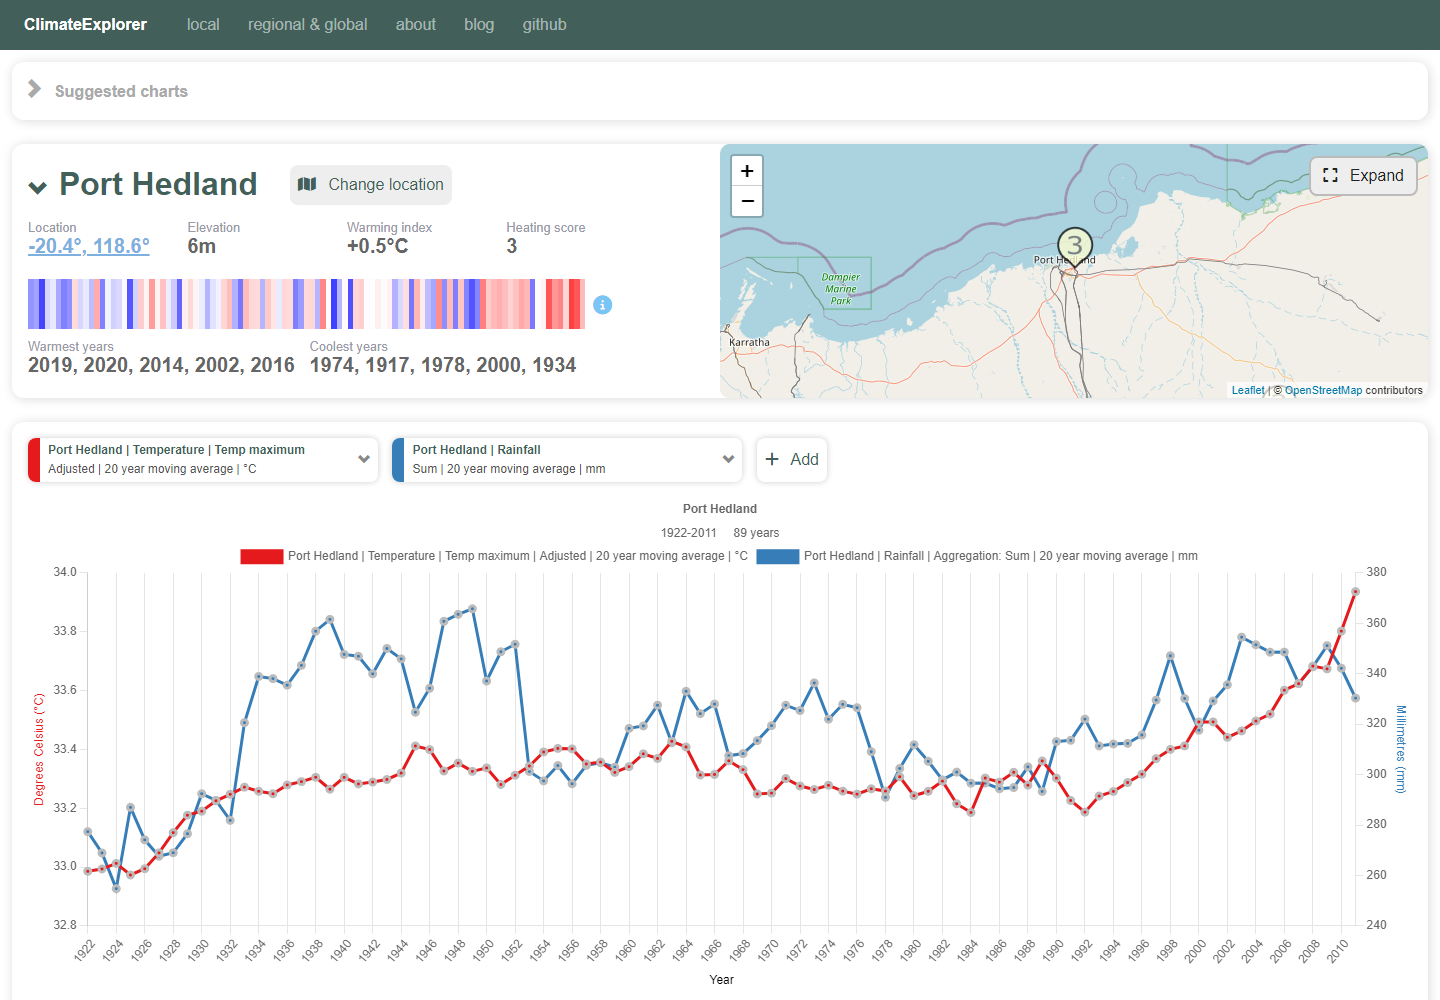 ClimateExplorer local regional & global about blog github
Suggested charts
Port Hedland
Change location
Location
-20.4°, 118.6°
Elevation
6m
Warming index
+0.5°C
Heating score
3
i
Warmest years
2019, 2020, 2014, 2002, 2016
Coolest years
1974, 1917, 1978, 2000, 1934
+
−
Expand
3
Port Hedland
Dampier
Marine
Park
Karratha
Leaflet | © OpenStreetMap contributors
Port Hedland | Temperature | Temp maximum
Adjusted | 20 year moving average | °C
Port Hedland | Rainfall
Sum | 20 year moving average | mm
+ Add
Port Hedland
1922-2011 89 years
Port Hedland | Temperature | Temp maximum | Adjusted | 20 year moving average | °C
Port Hedland | Rainfall | Aggregation: Sum | 20 year moving average | mm
Degrees Celsius (°C)
34.0
33.8
33.6
33.4
33.2
33.0
32.8
380
360
340
320
300
280
260
240
Millimetres (mm)
1922 1924 1926 1928 1930 1932 1934 1936 1938 1940 1942 1944 1946 1948 1950 1952 1954 1956 1958 1960 1962 1964 1966 1968 1970 1972 1974 1976 1978 1980 1982 1984 1986 1988 1990 1992 1994 1996 1998 2000 2002 2004 2006 2008 2010
Year